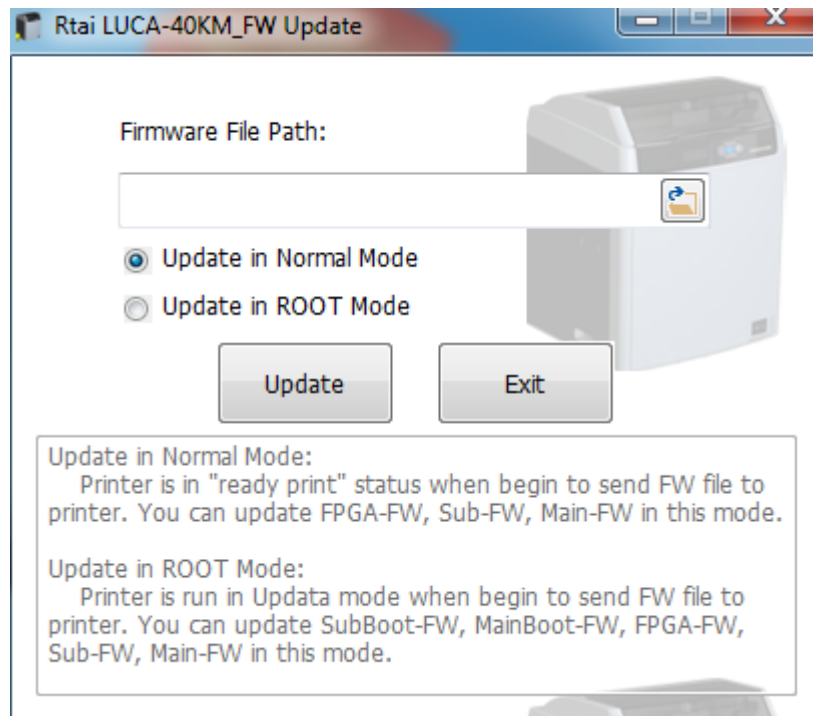 Rtai LUCA-40KM_FW Update
Firmware File Path:
Update in Normal Mode
Update in ROOT Mode
Update Exit
Update in Normal Mode:
Printer is in "ready print" status when begin to send FW file to
printer. You can update FPGA-FW, Sub-FW, Main-FW in this mode.
Update in ROOT Mode:
Printer is run in Updata mode when begin to send FW file to
printer. You can update SubBoot-FW, MainBoot-FW, FPGA-FW,
Sub-FW, Main-FW in this mode.